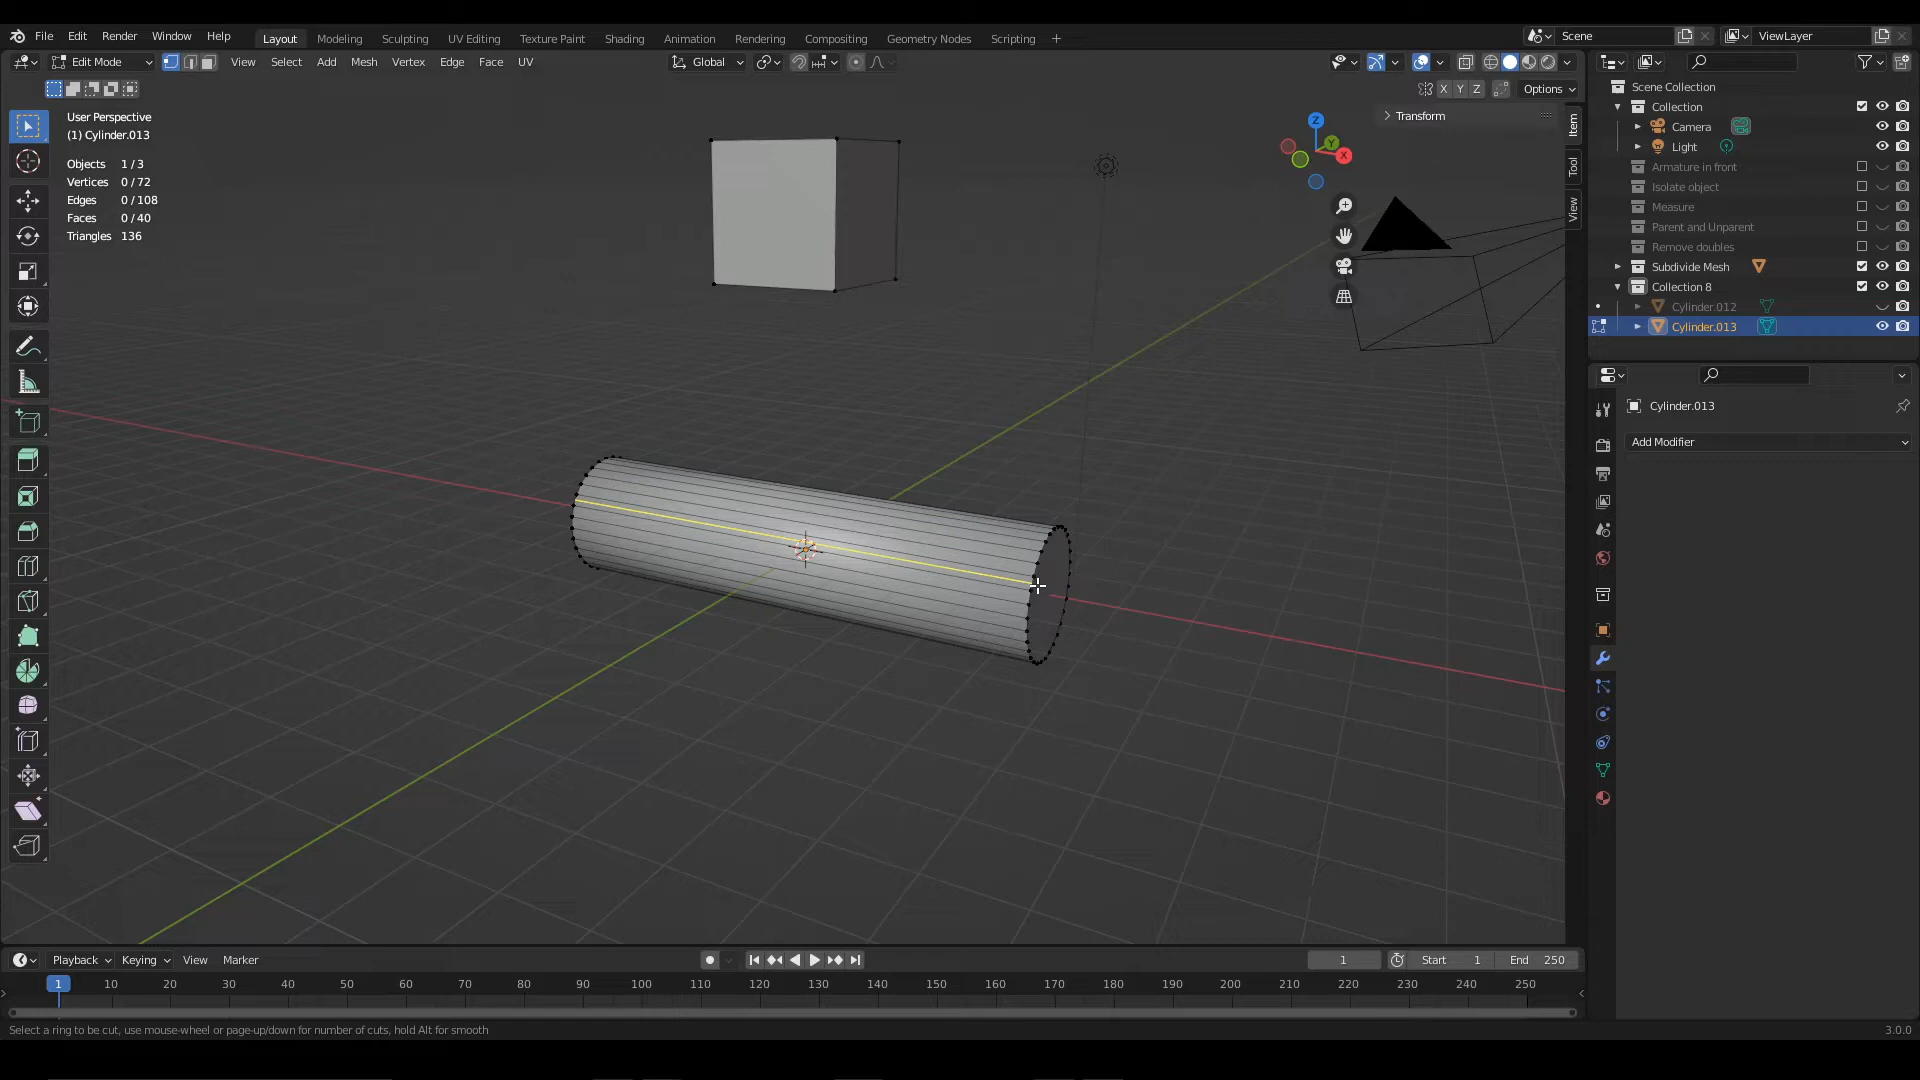 File Edit Render Window Help Layout Modeling Sculpting UV Editing Texture Paint Shading Animation Rendering Compositing Geometry Nodes Scripting + Scene ViewLayer
Edit Mode View Select Add Mesh Vertex Edge Face UV Global
X Y Z Options
User Perspective
(1) Cylinder.013
Objects 1 / 3
Vertices 0 / 72
Edges 0 / 108
Faces 0 / 40
Triangles 136
Transform
Item
Tool
View
Z
Y
X
Scene Collection
Collection
Camera
Light
Armature in front
Isolate object
Measure
Parent and Unparent
Remove doubles
Subdivide Mesh
Collection 8
Cylinder.012
Cylinder.013
Cylinder.013
Add Modifier
Playback Keying View Marker 1 Start 1 End 250
1 10 20 30 40 50 60 70 80 90 100 110 120 130 140 150 160 170 180 190 200 210 220 230 240 250
Select a ring to be cut, use mouse-wheel or page-up/down for number of cuts, hold Alt for smooth 3.0.0